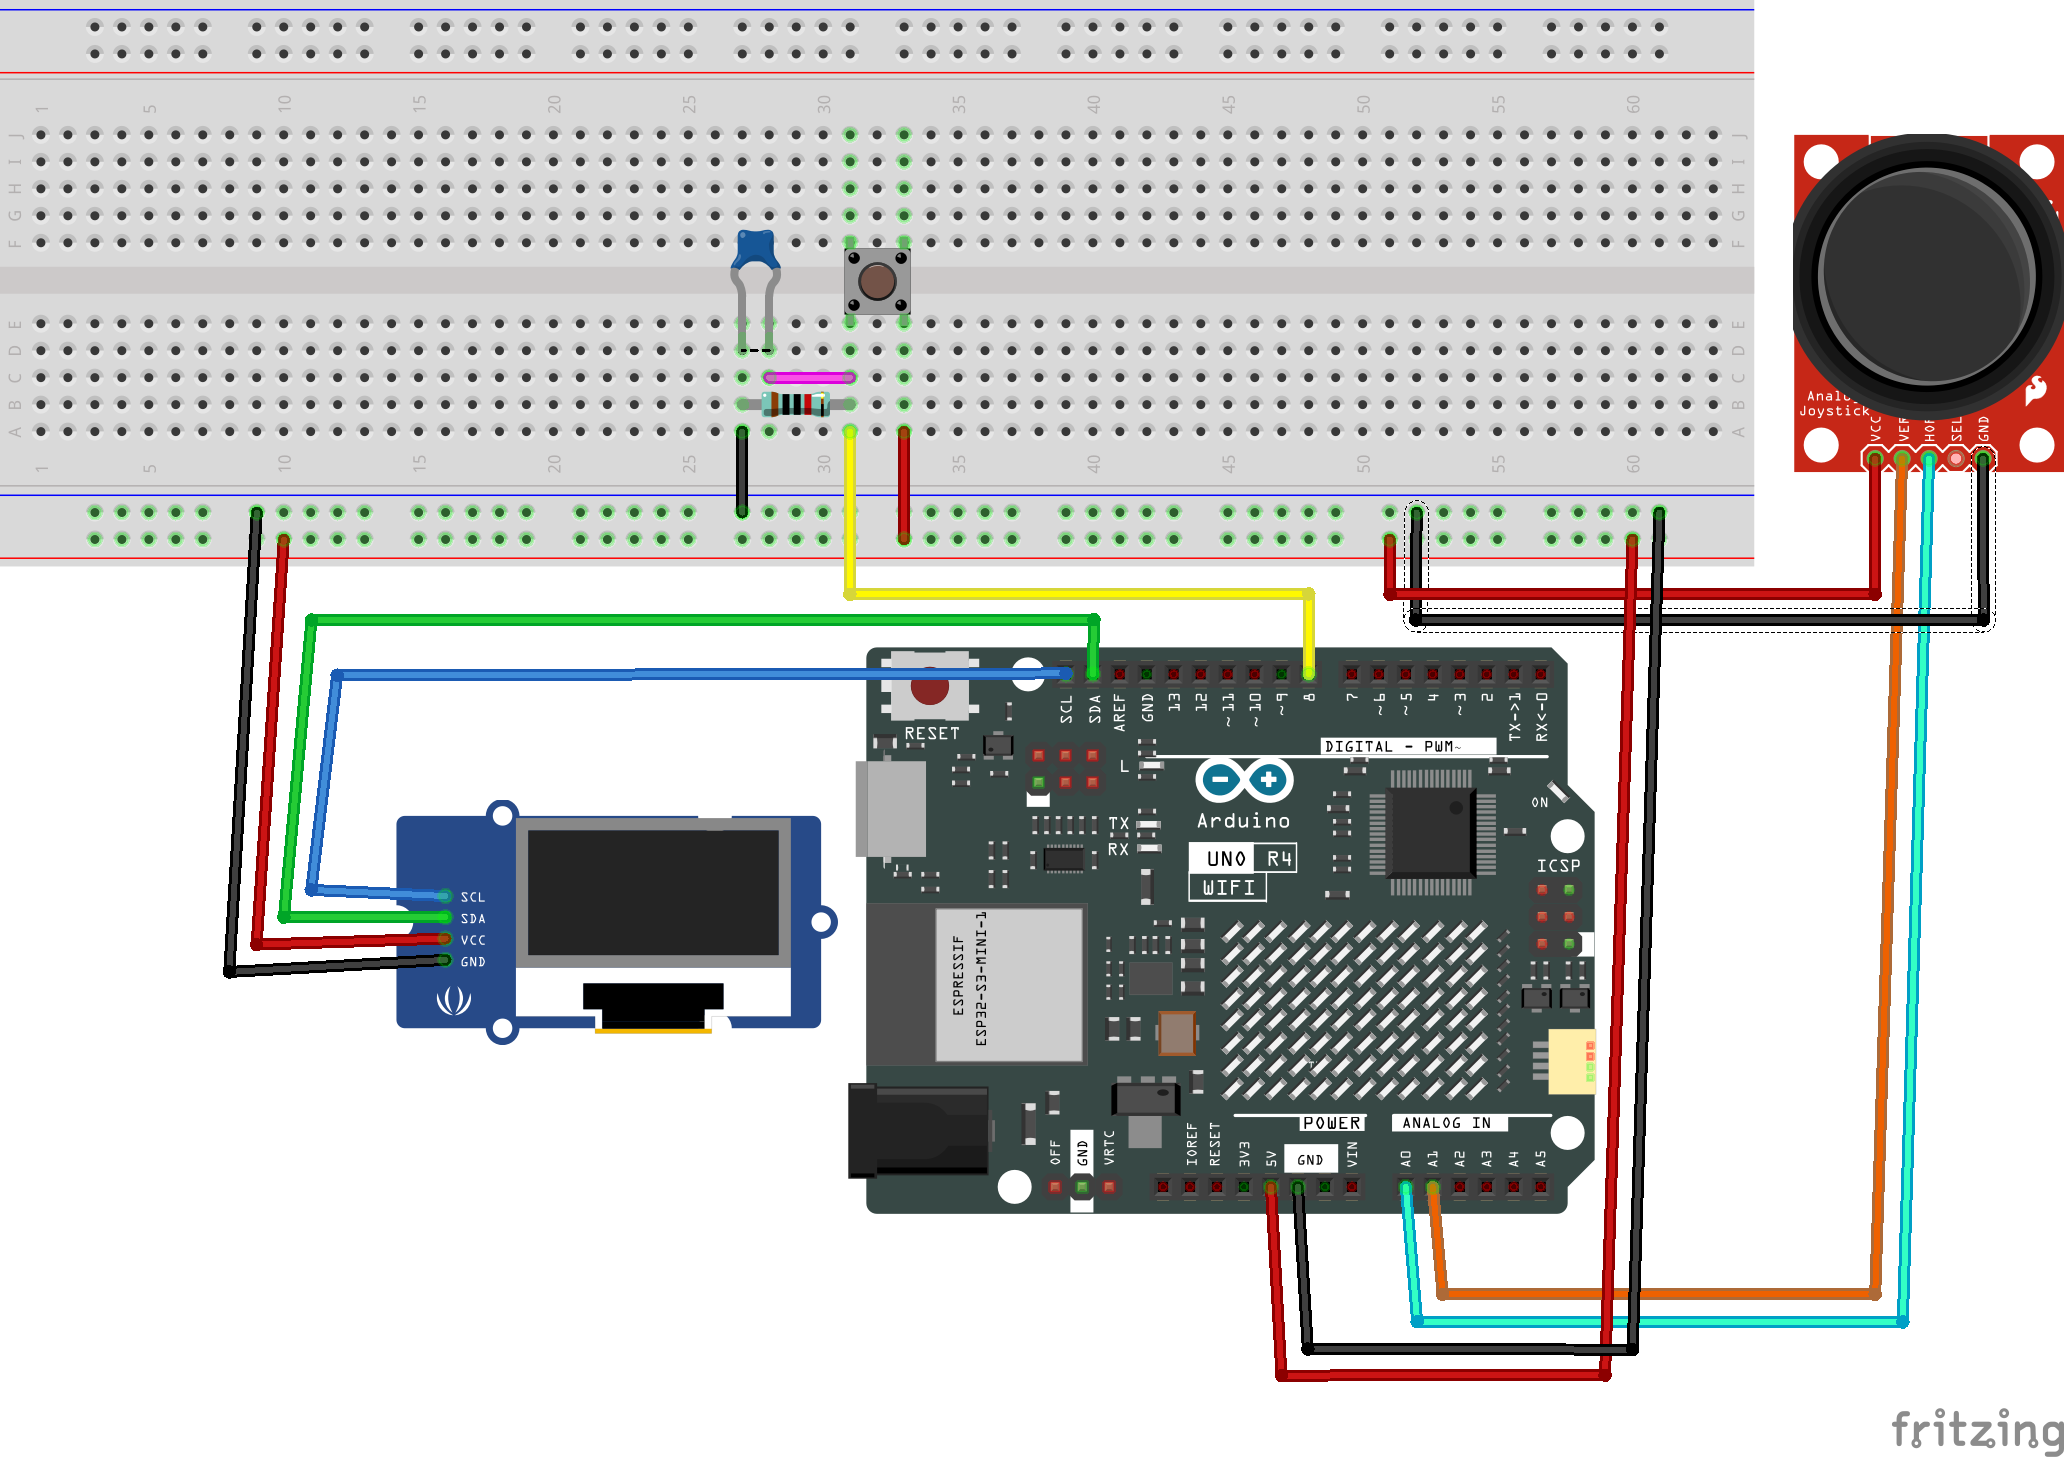 1 5 10 15 20 25 30 35 40 45 50 55 60
J J
I I
H H
G G
F F
E E
D D
C C
B B
A A
1 5 10 15 20 25 30 35 40 45 50 55 60
Analog
Joystick
VCC
VER
HOR
SEL
GND
SCL
SDA
AREF
GND
13
12
~11
~10
~9
8
7
~6
~5
4
~3
2
TX->1
RX<-0
RESET
DIGITAL - PWM~
L
ON
TX
RX
Arduino
UNO R4
WIFI
ICSP
SCL
SDA
VCC
GND
ESPRESSIF
ESP32-S3-MINI-1
POWER
ANALOG IN
OFF
GND
VRTC
IOREF
RESET
3V3
5V
GND
VIN
A0
A1
A2
A3
A4
A5
fritzing